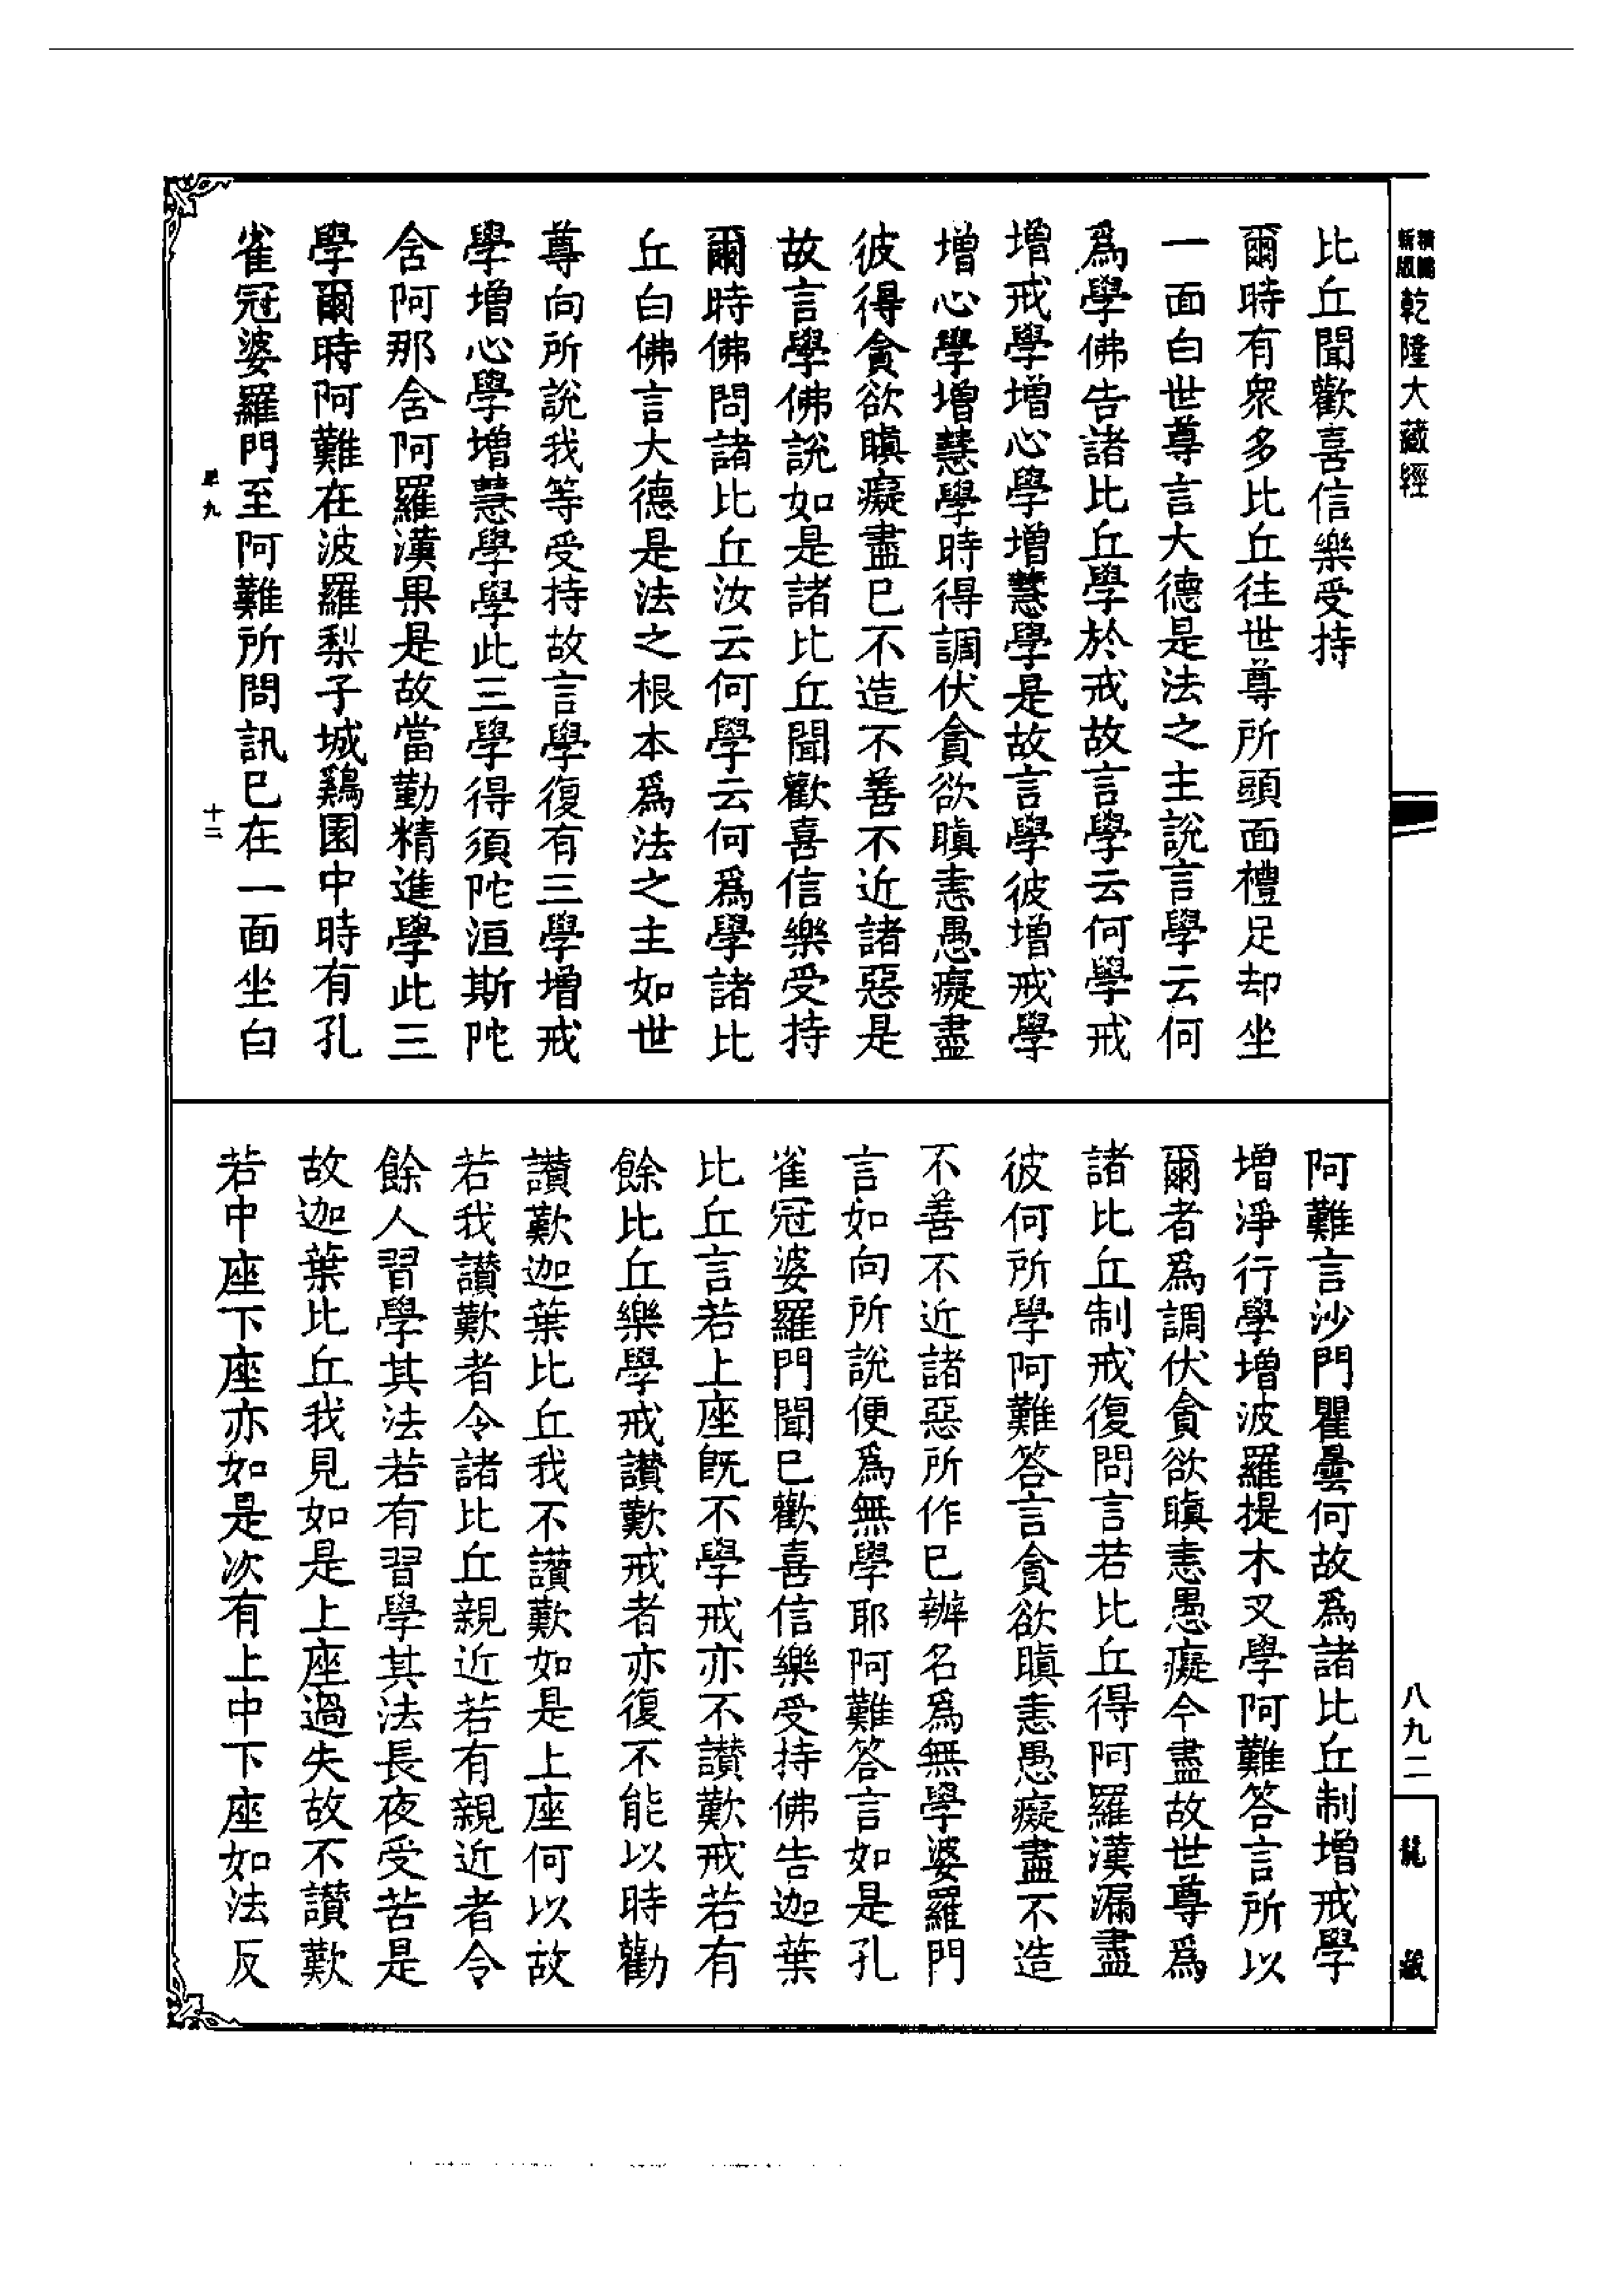 新版 精縮 乾隆大藏經
比丘聞歡喜信樂受持
爾時有衆多比丘往世尊所頭面禮足却坐
一面白世尊言大德是法之主說言學云何
爲學佛告諸比丘學於戒故言學云何學戒
增戒學增心學增慧學是故言學彼增戒學
增心學增慧學時得調伏貪欲瞋恚愚癡盡
彼得貪欲瞋癡盡已不造不善不近諸惡是
故言學佛說如是諸比丘聞歡喜信樂受持
爾時佛問諸比丘汝云何學云何爲學諸比
丘白佛言大德是法之根本爲法之主如世
尊向所說我等受持故言學復有三學增戒
學增心學增慧學學此三學得須陀洹斯陀
含阿那含阿羅漢果是故當勤精進學此三
學爾時阿難在波羅梨子城鷄園中時有孔
雀冠婆羅門至阿難所問訊已在一面坐白
九
十二
阿難言沙門瞿曇何故爲諸比丘制增戒學
增淨行學增波羅提木叉學阿難答言所以
爾者爲調伏貪欲瞋恚愚癡令盡故世尊爲
諸比丘制戒復問言若比丘得阿羅漢漏盡
彼何所學阿難答言貪欲瞋恚愚癡盡不造
不善不近諸惡所作已辦名爲無學婆羅門
言如向所說便爲無學耶阿難答言如是孔
雀冠婆羅門聞已歡喜信樂受持佛告迦葉
比丘言若上座旣不學戒亦不讚歎戒若有
餘比丘樂學戒讚歎戒者亦復不能以時勸
讚歎迦葉比丘我不讚歎如是上座何以故
若我讚歎者令諸比丘親近若有親近者令
餘人習學其法若有習學其法長夜受苦是
故迦葉比丘我見如是上座過失故不讚歎
若中座下座亦如是次有上中下座如法反
八九二
龍藏